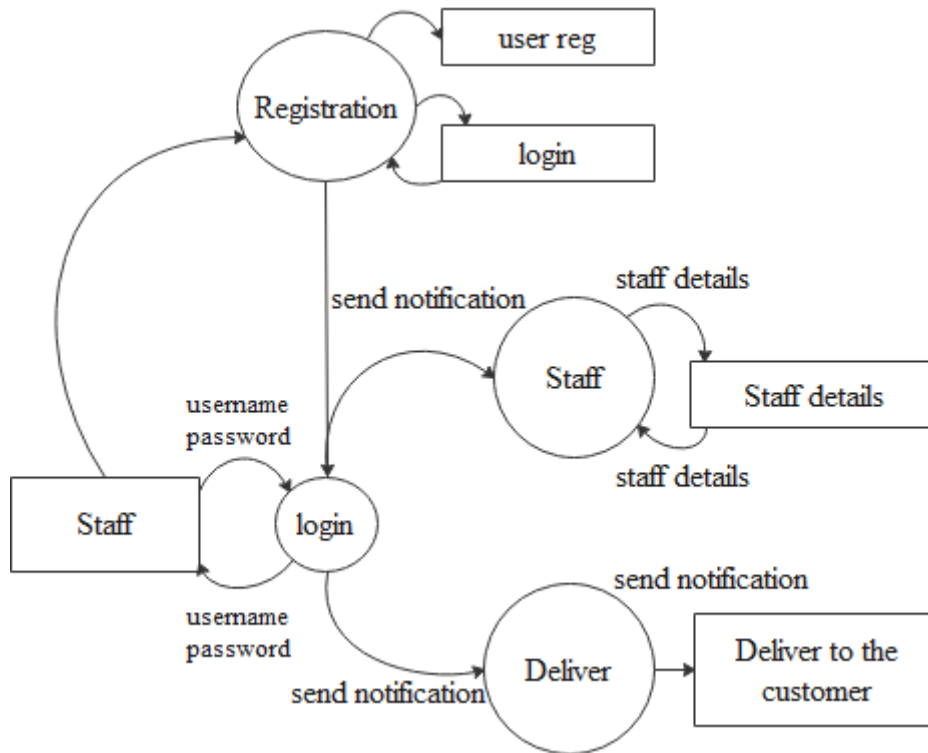 user reg
Registration
login
send notification
staff details
Staff
Staff details
username
password
staff details
Staff
login
send notification
username
password
Deliver
Deliver to the
customer
send notification